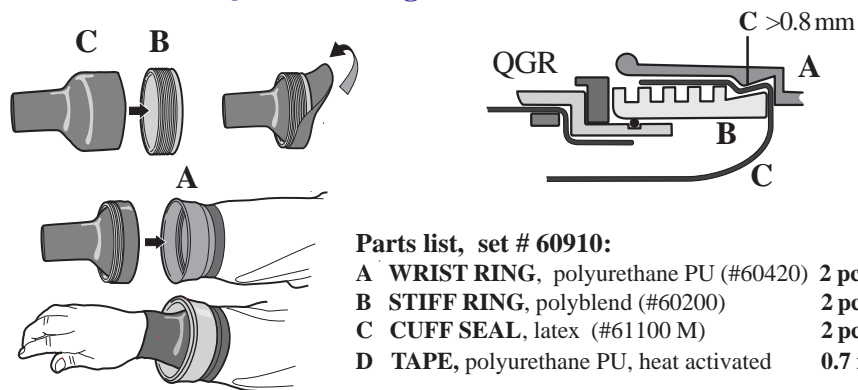 C B
C >0.8 mm
QGR
A
B
C
A
Parts list, set # 60910:
A WRIST RING, polyurethane PU (#60420) 2 pc
B STIFF RING, polyblend (#60200) 2 pc
C CUFF SEAL, latex (#61100 M) 2 pc
D TAPE, polyurethane PU, heat activated 0.7